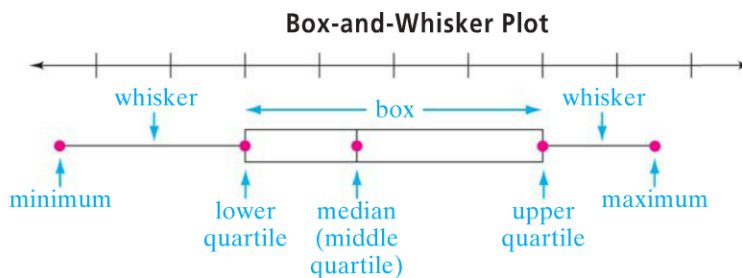 Box-and-Whisker Plot
whisker
box
whisker
minimum
lower
quartile
median
(middle
quartile)
upper
quartile
maximum